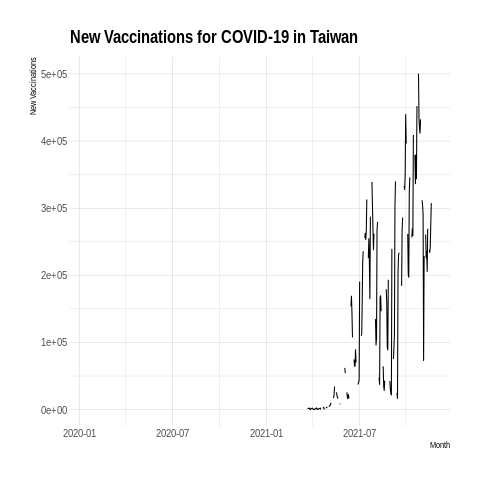 New Vaccinations for COVID-19 in Taiwan
New Vaccinations
5e+05
4e+05
3e+05
2e+05
1e+05
0e+00
2020-01 2020-07 2021-01 2021-07
Month